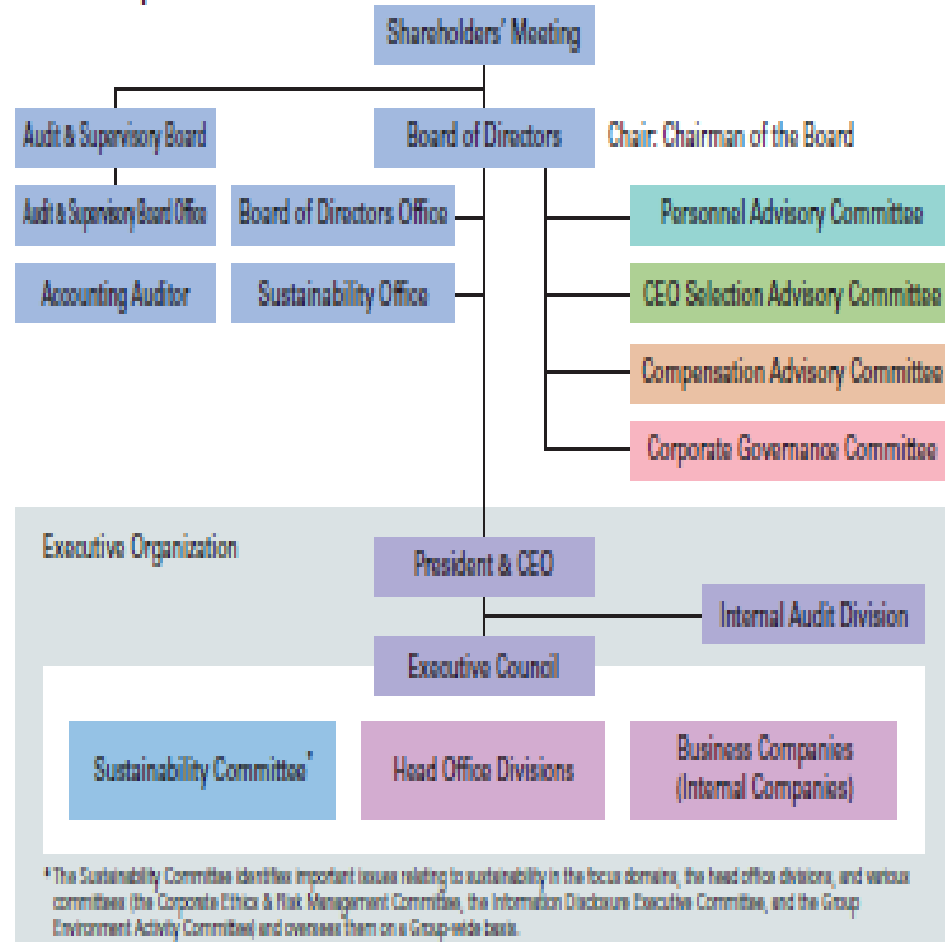 Shareholders' Meeting
Audit & Supervisory Board
Board of Directors
Chair: Chairman of the Board
Audit & Supervisory Board Office
Board of Directors Office
Personnel Advisory Committee
Accounting Auditor
Sustainability Office
CEO Selection Advisory Committee
Compensation Advisory Committee
Corporate Governance Committee
Executive Organization
President & CEO
Internal Audit Division
Executive Council
Sustainability Committee*
Head Office Divisions
Business Companies
(Internal Companies)
* The Sustainability Committee identifies important issues relating to sustainability in the focus domains, the head office divisions, and various
committees (the Corporate Ethics & Risk Management Committee, the Information Disclosure Executive Committee, and the Group
Environment Activity Committee) and oversees them on a Group-wide basis.